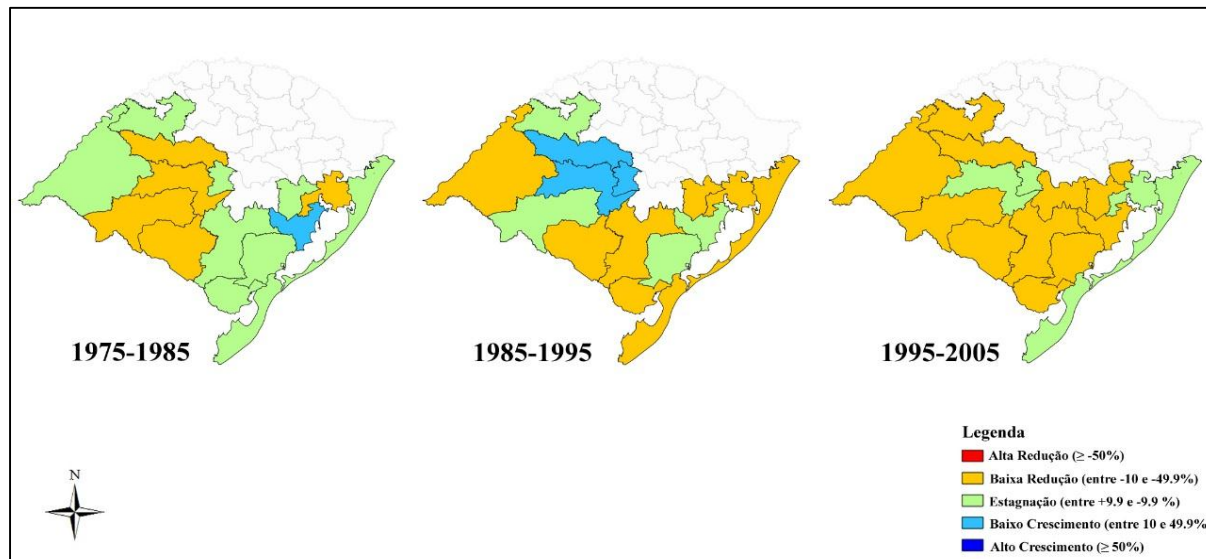 1975-1985
1985-1995
1995-2005
N
Legenda
Alta Redução (≥ -50%)
Baixa Redução (entre -10 e -49.9%)
Estagnação (entre +9.9 e -9.9 %)
Baixo Crescimento (entre 10 e 49.9%
Alto Crescimento (≥ 50%)